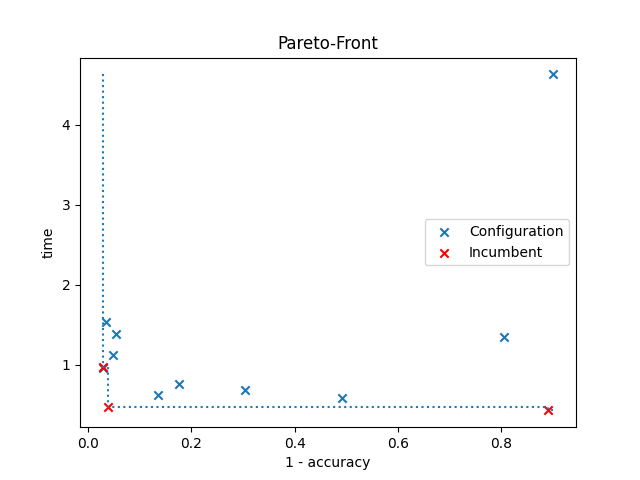 Pareto-Front
time
4
3
2
1
Configuration
Incumbent
0.0 0.2 0.4 0.6 0.8
1 - accuracy